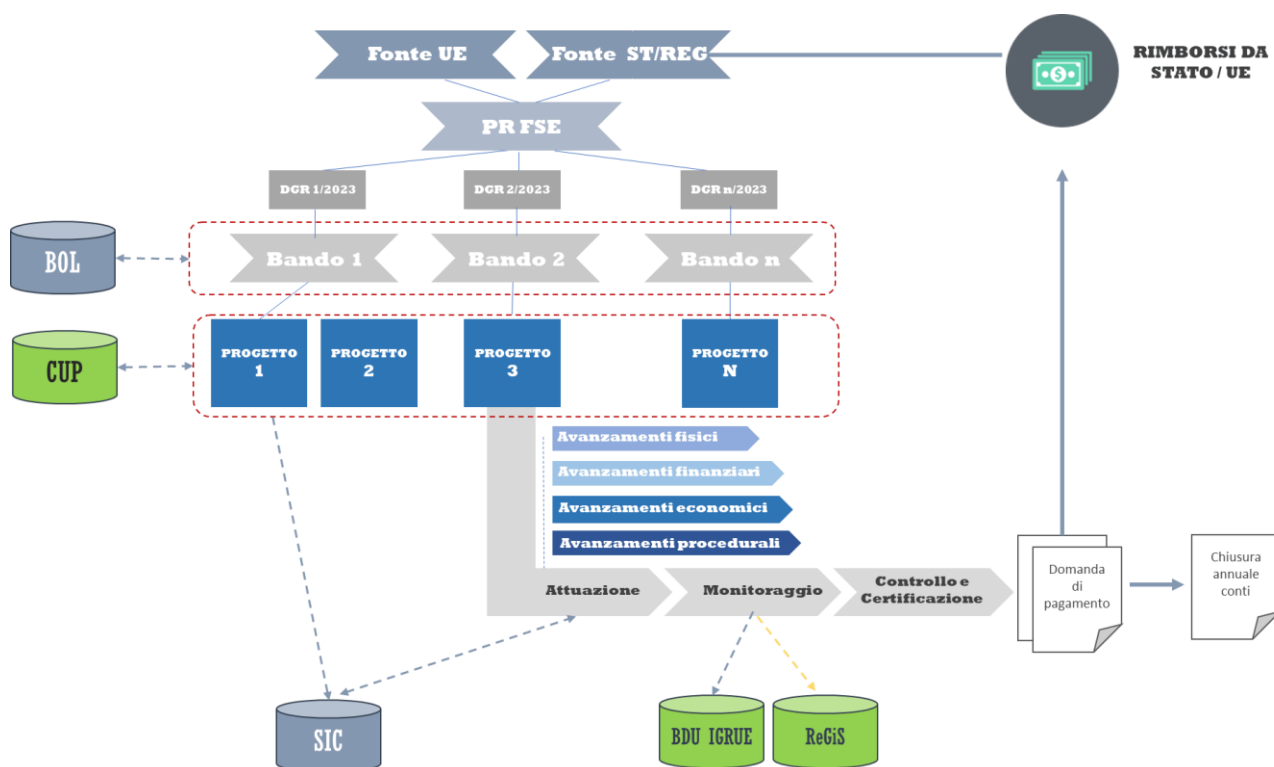 Fonte UE
Fonte ST/REG
RIMBORSI DA
STATO / UE
PR FSE
DGR 1/2023
DGR 2/2023
DGR n/2023
BOL
Bando 1
Bando 2
Bando n
CUP
PROGETTO
1
PROGETTO
2
PROGETTO
3
PROGETTO
N
Avanzamenti fisici
Avanzamenti finanziari
Avanzamenti economici
Avanzamenti procedurali
Attuazione
Monitoraggio
Controllo e
Certificazione
Domanda
di
pagamento
Chiusura
annuale
conti
SIC
BDU IGRUE
ReGiS